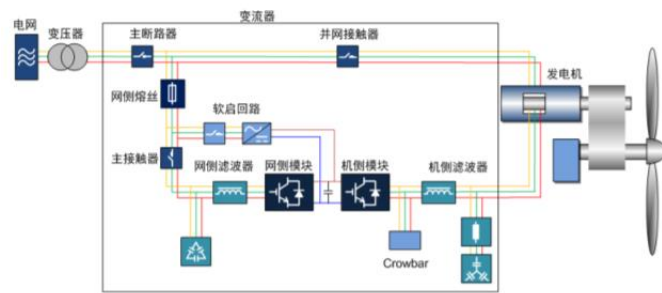 变流器
电网
变压器
主断路器
并网接触器
发电机
网侧熔丝
软启回路
主接触器
网侧滤波器
网侧模块
机侧模块
机侧滤波器
Crowbar